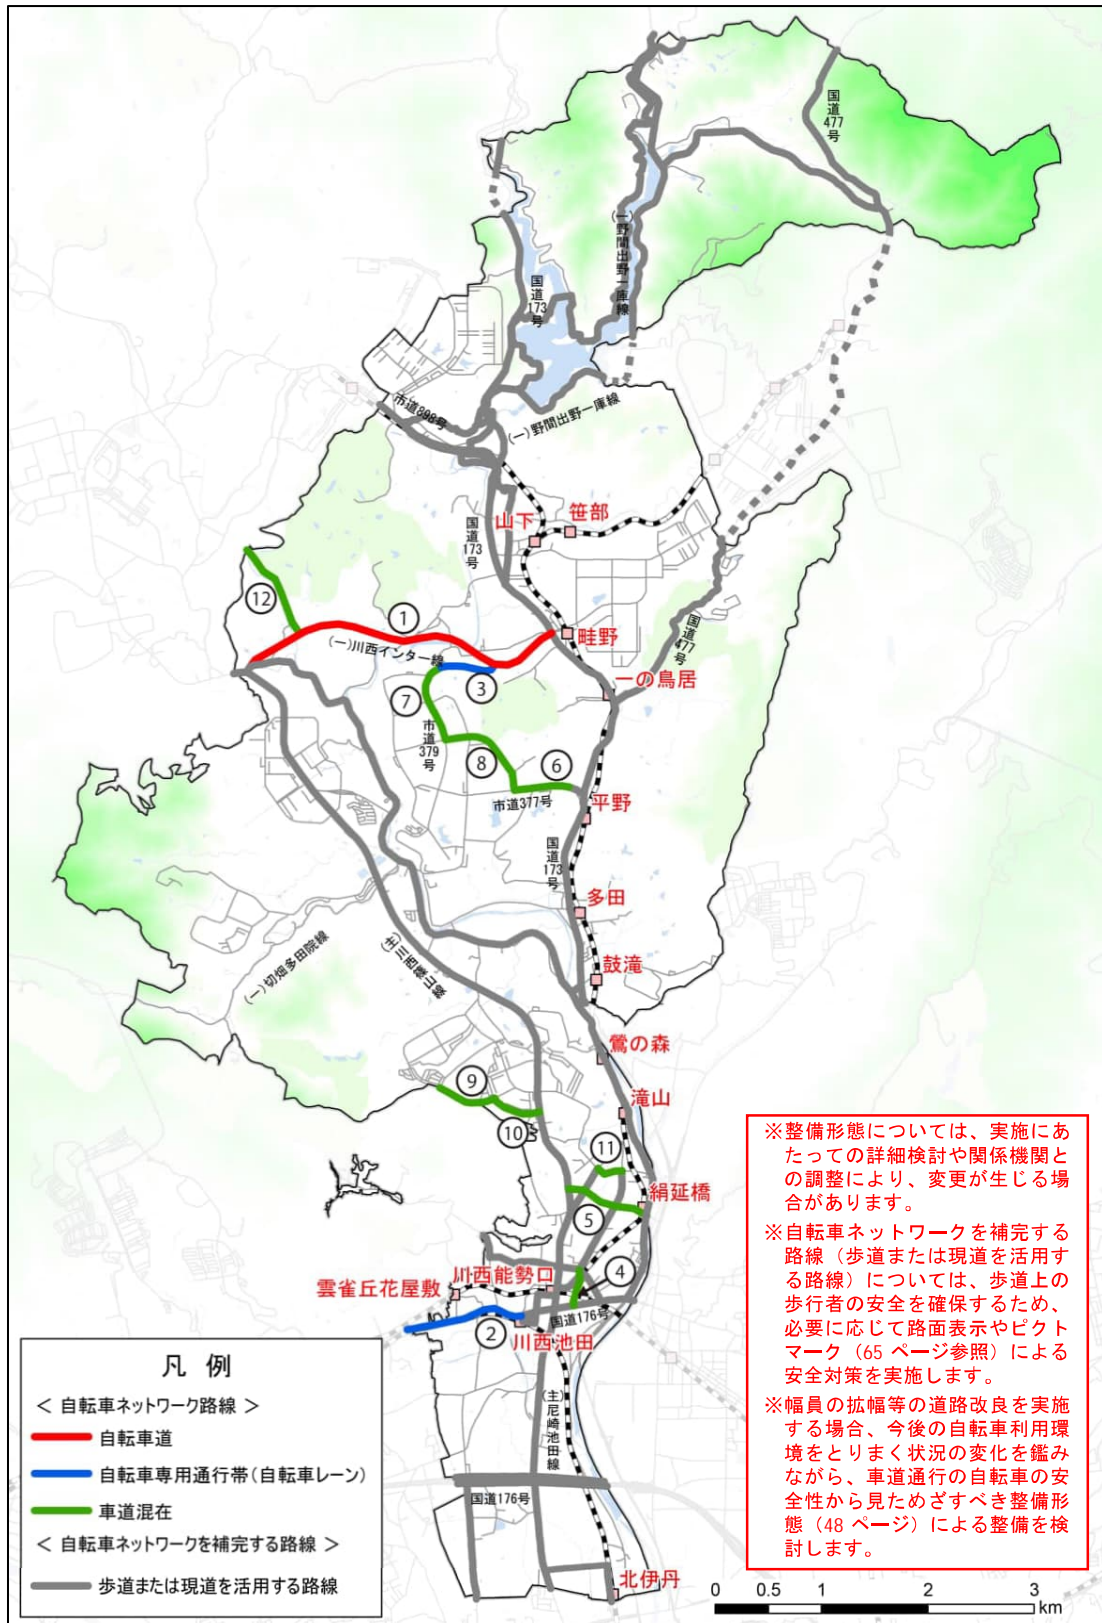 国道477号
(一)野間出野一庫線
国道173号
市道898号
(一)野間出野一庫線
国道173号
山下
笹部
⑫
①
(一)川西インター線
畦野
国道477号
③
一の鳥居
⑦
市道379号
⑧
⑥
市道377号
平野
国道173号
多田
(主)川西篠山線
(一)切畑多田院線
鼓滝
鶯の森
⑨
滝山
⑩
⑪
絹延橋
⑤
川西能勢口
④
雲雀丘花屋敷
国道176号
②
川西池田
(主)尼崎池田線
国道176号
北伊丹
※整備形態については、実施にあ
たっての詳細検討や関係機関と
の調整により、変更が生じる場
合があります。
※自転車ネットワークを補完する
路線（歩道または現道を活用す
る路線）については、歩道上の
歩行者の安全を確保するため、
必要に応じて路面表示やピクト
マーク（65 ページ参照）による
安全対策を実施します。
※幅員の拡幅等の道路改良を実施
する場合、今後の自転車利用環
境をとりまく状況の変化を鑑み
ながら、車道通行の自転車の安
全性から見ためざすべき整備形
態（48 ページ）による整備を検
討します。
凡 例
＜ 自転車ネットワーク路線 ＞
自転車道
自転車専用通行帯(自転車レーン)
車道混在
＜ 自転車ネットワークを補完する路線 ＞
歩道または現道を活用する路線
0 0.5 1 2 3
km